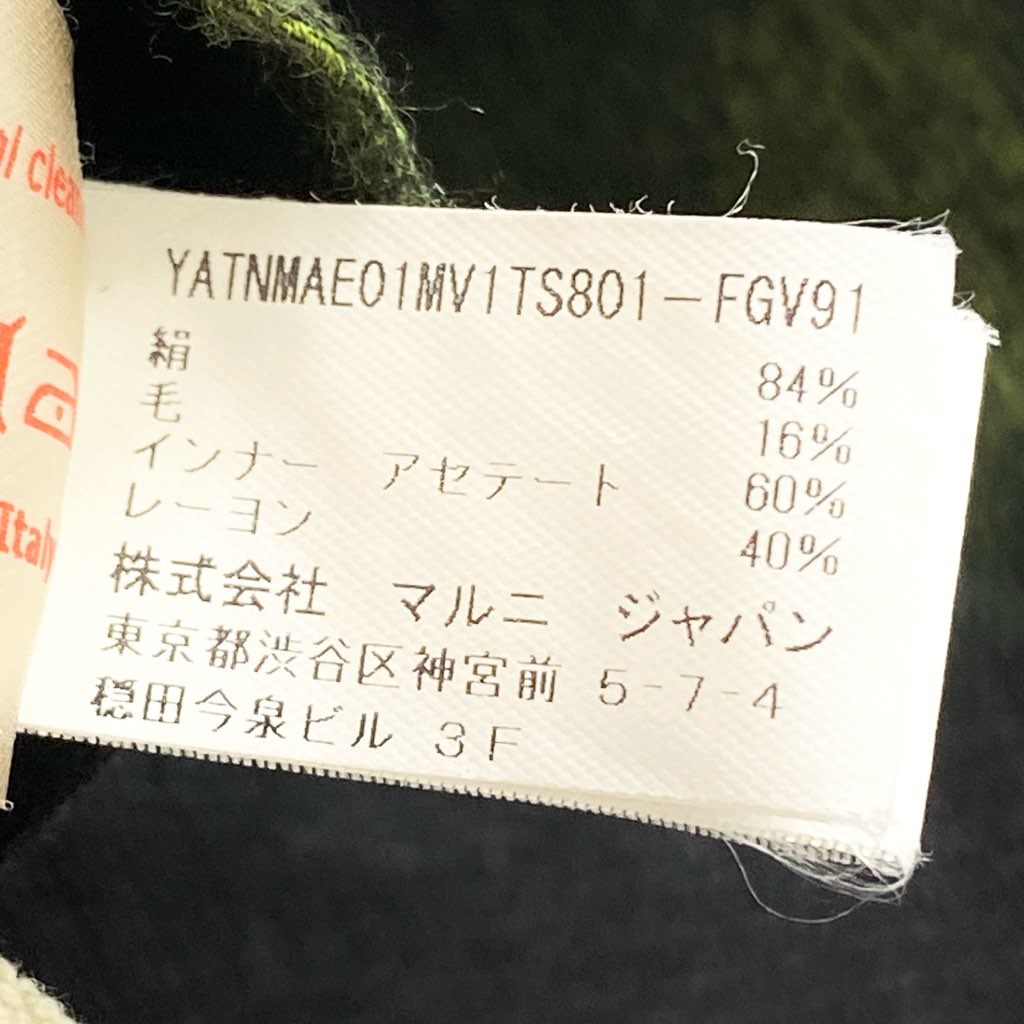 YATNMAE01MV1TS801-FGV91
絹 84%
毛 16%
インナー アセテート 60%
レーヨン 40%
株式会社 マルニ ジャパン
東京都渋谷区神宮前 5-7-4
穏田今泉ビル 3F
Italy